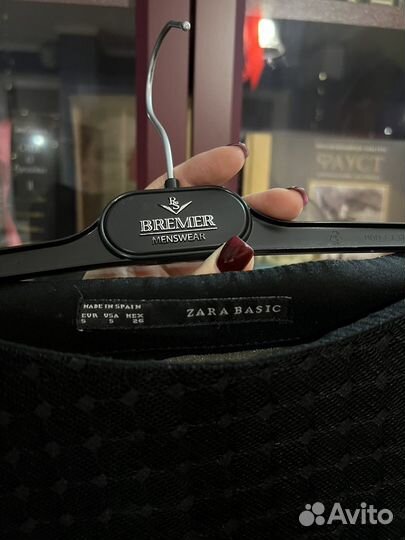 ФАУСТ
BREMER
MENSWEAR
MADE IN SPAIN
EUR USA MEX
S S 26
ZARA BASIC
Avito